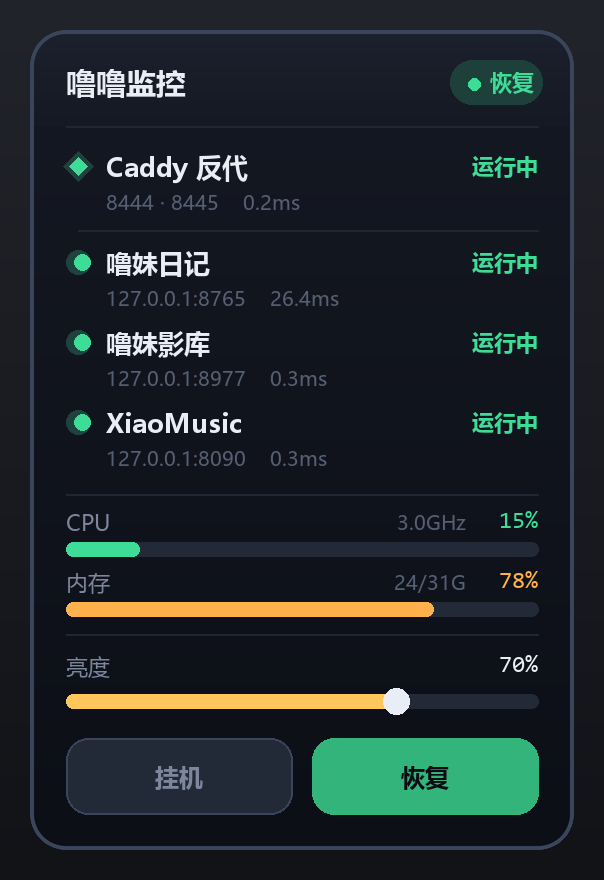 噜噜监控 恢复
Caddy 反代 运行中
8444 · 8445 0.2ms
噜妹日记 运行中
127.0.0.1:8765 26.4ms
噜妹影库 运行中
127.0.0.1:8977 0.3ms
XiaoMusic 运行中
127.0.0.1:8090 0.3ms
CPU 3.0GHz 15%
内存 24/31G 78%
亮度 70%
挂机 恢复